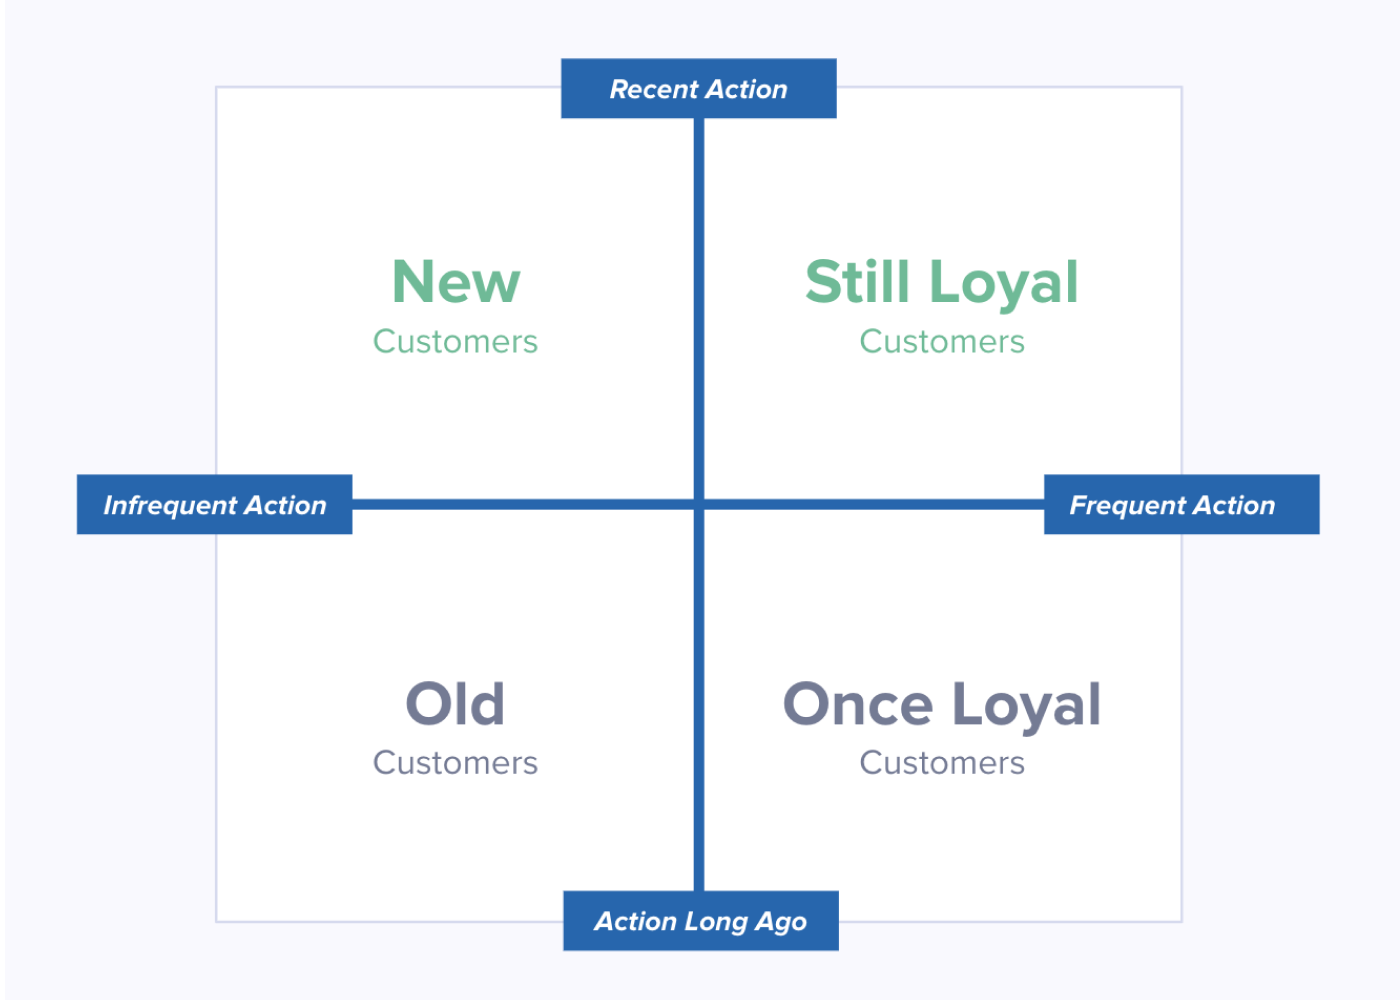 Recent Action
New
Customers
Still Loyal
Customers
Infrequent Action
Frequent Action
Old
Customers
Once Loyal
Customers
Action Long Ago